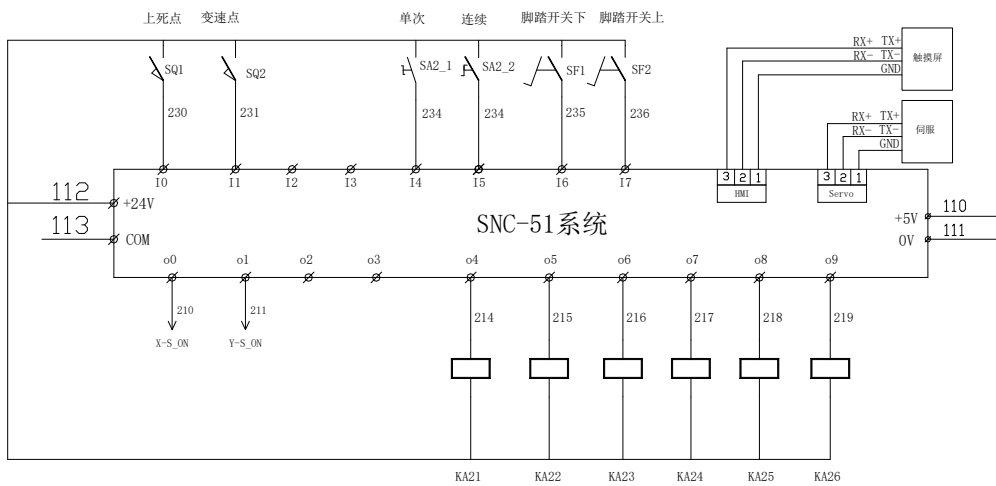 上死点 变速点 单次 连续 脚踏开关下 脚踏开关上
RX+ TX+
RX- TX-
GND
触摸屏
SQ1 SQ2 SA2_1 SA2_2 SF1 SF2
230 231 234 234 235 236
RX+ TX+
RX- TX-
GND
伺服
I0 I1 I2 I3 I4 I5 I6 I7
3 2 1 3 2 1
HMI Servo
112 +24V
113 COM
SNC-51系统
+5V 110
0V 111
o0 o1 o2 o3 o4 o5 o6 o7 o8 o9
210 211 214 215 216 217 218 219
X-S_ON Y-S_ON
KA21 KA22 KA23 KA24 KA25 KA26